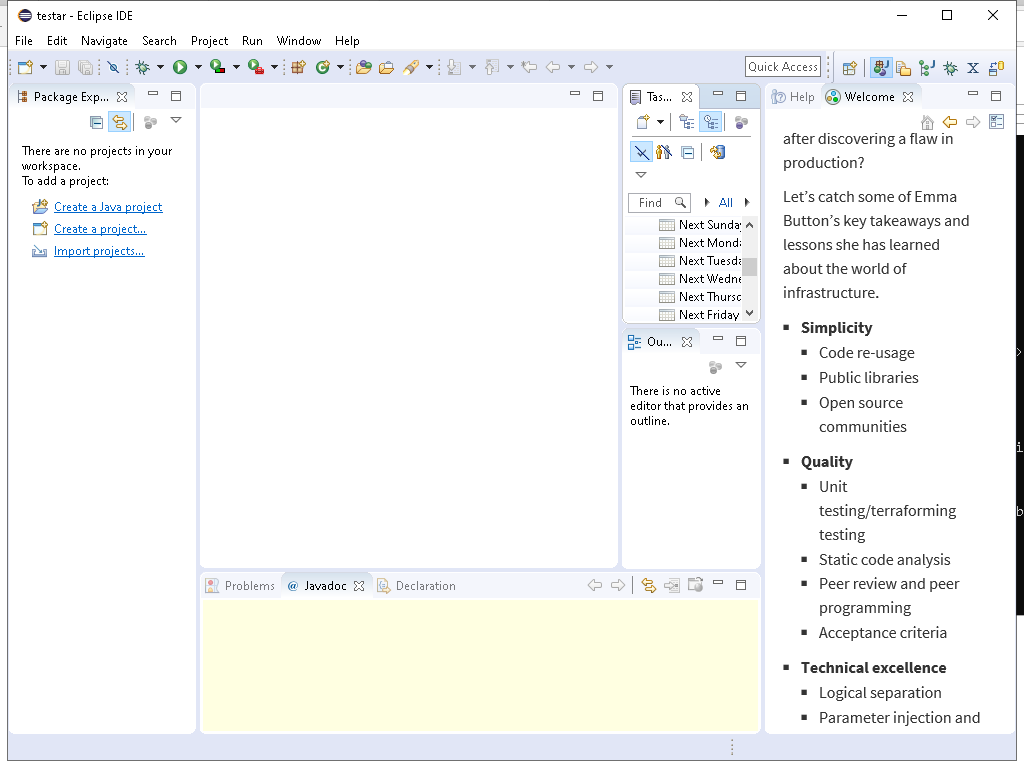 testar - Eclipse IDE
File Edit Navigate Search Project Run Window Help
Quick Access
Package Exp...
There are no projects in your
workspace.
To add a project:
Create a Java project
Create a project...
Import projects...
Tas...
Find
All
Next Sunday
Next Monda
Next Tuesda
Next Wedne
Next Thursd
Next Friday
Ou...
There is no active
editor that provides an
outline.
Problems @ Javadoc Declaration
Help Welcome
after discovering a flaw in
production?
Let’s catch some of Emma
Button’s key takeaways and
lessons she has learned
about the world of
infrastructure.
Simplicity
Code re-usage
Public libraries
Open source
communities
Quality
Unit
testing/terraforming
testing
Static code analysis
Peer review and peer
programming
Acceptance criteria
Technical excellence
Logical separation
Parameter injection and